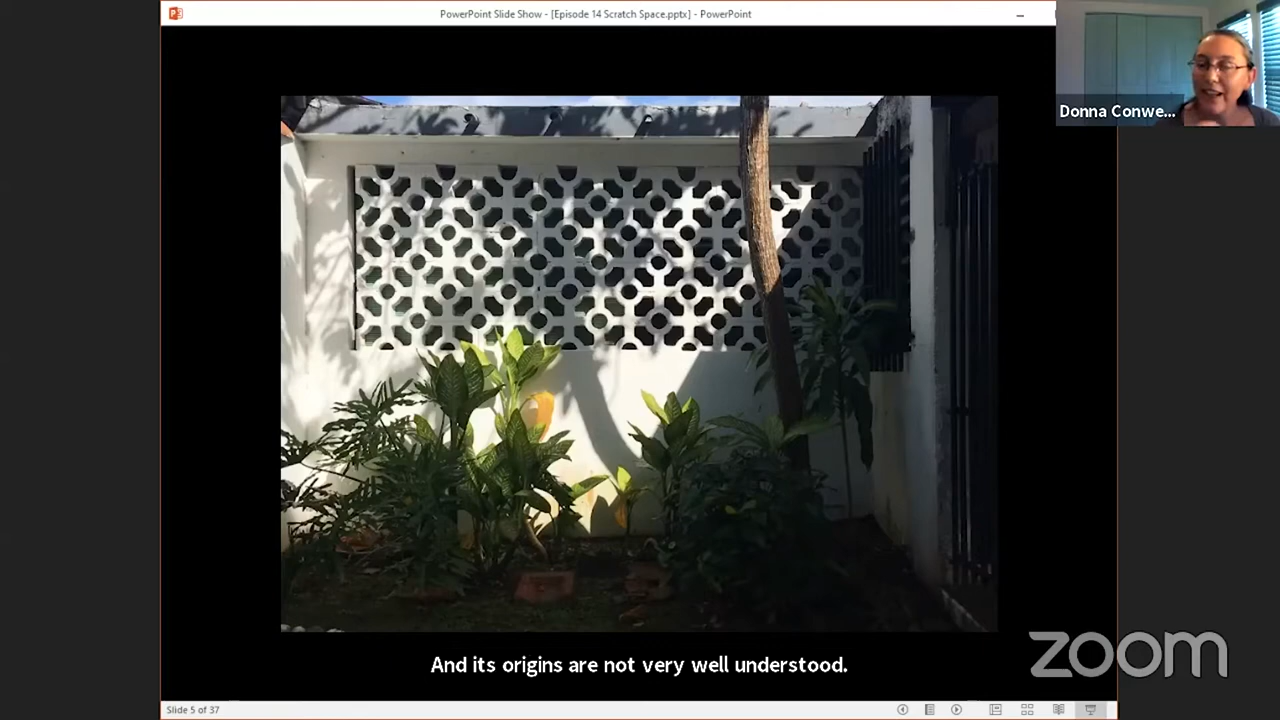 PowerPoint Slide Show - [Episode 14 Scratch Space.pptx] - PowerPoint
Donna Conwe...
And its origins are not very well understood.
zoom
Slide 5 of 37